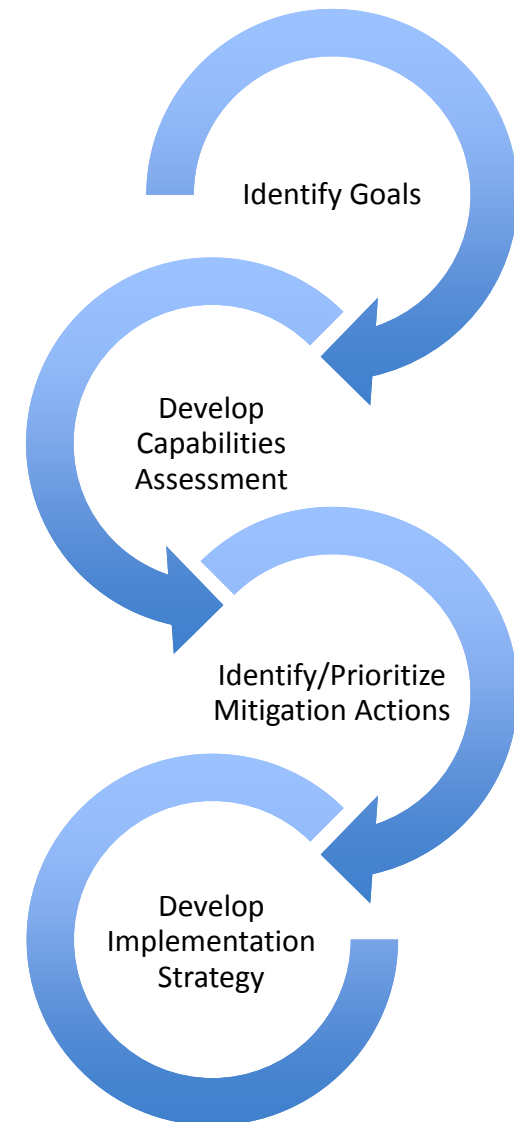 Identify Goals
Develop
Capabilities
Assessment
Identify/Prioritize
Mitigation Actions
Develop
Implementation
Strategy